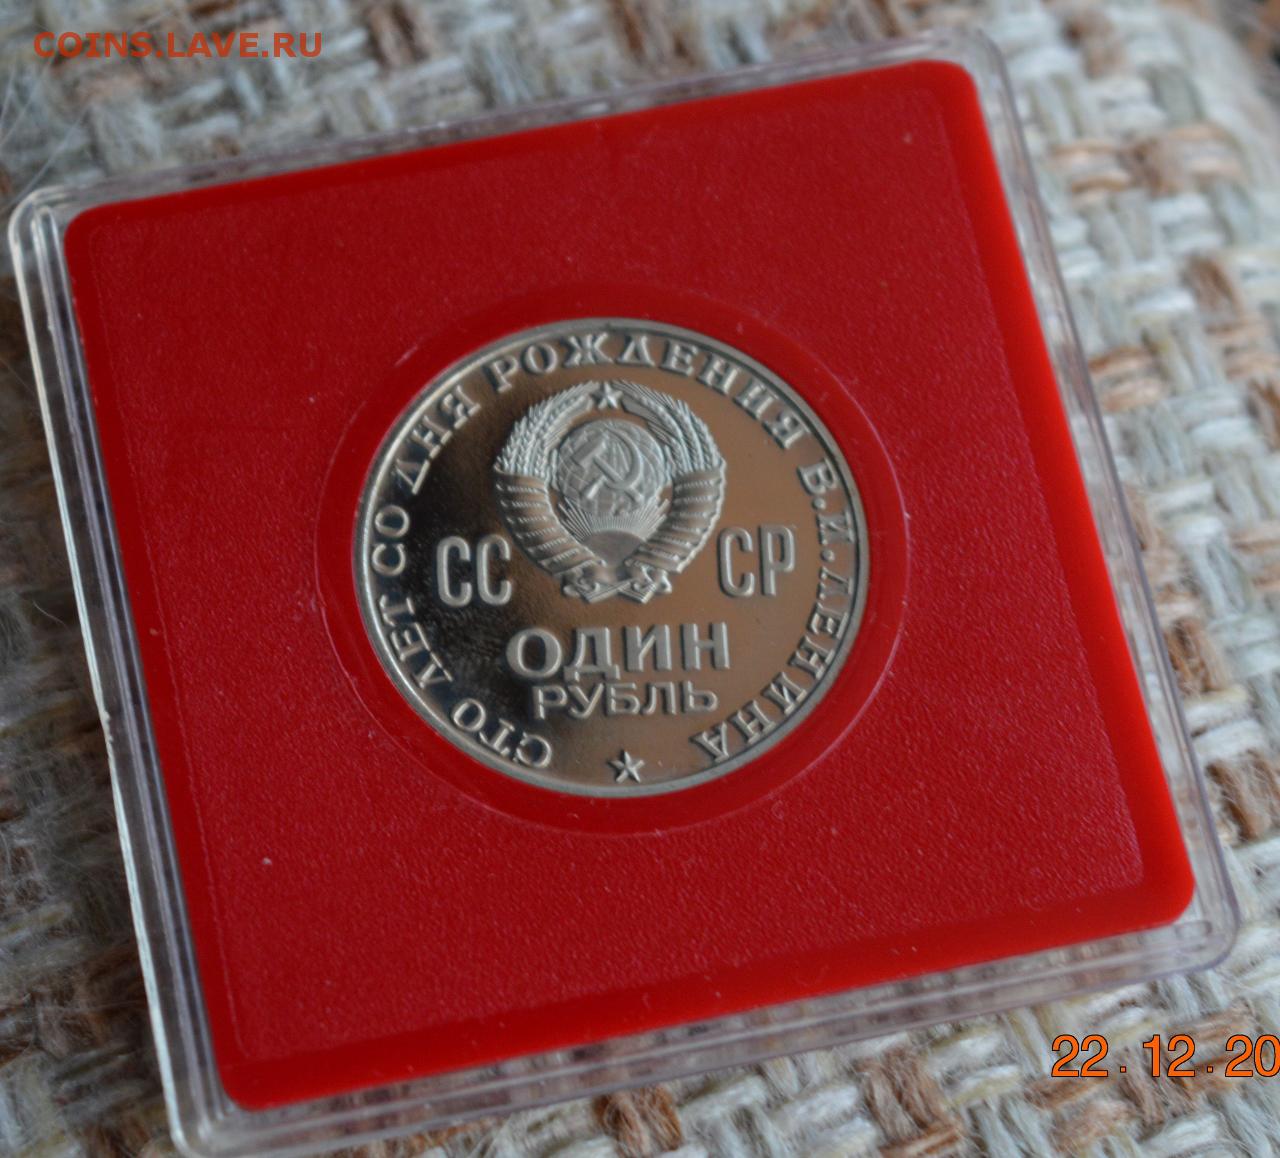 COINS.LAVE.RU
СТО ЛЕТ СО ДНЯ РОЖДЕНИЯ В.И.ЛЕНИНА
СС СР
ОДИН
РУБЛЬ
22.12.20